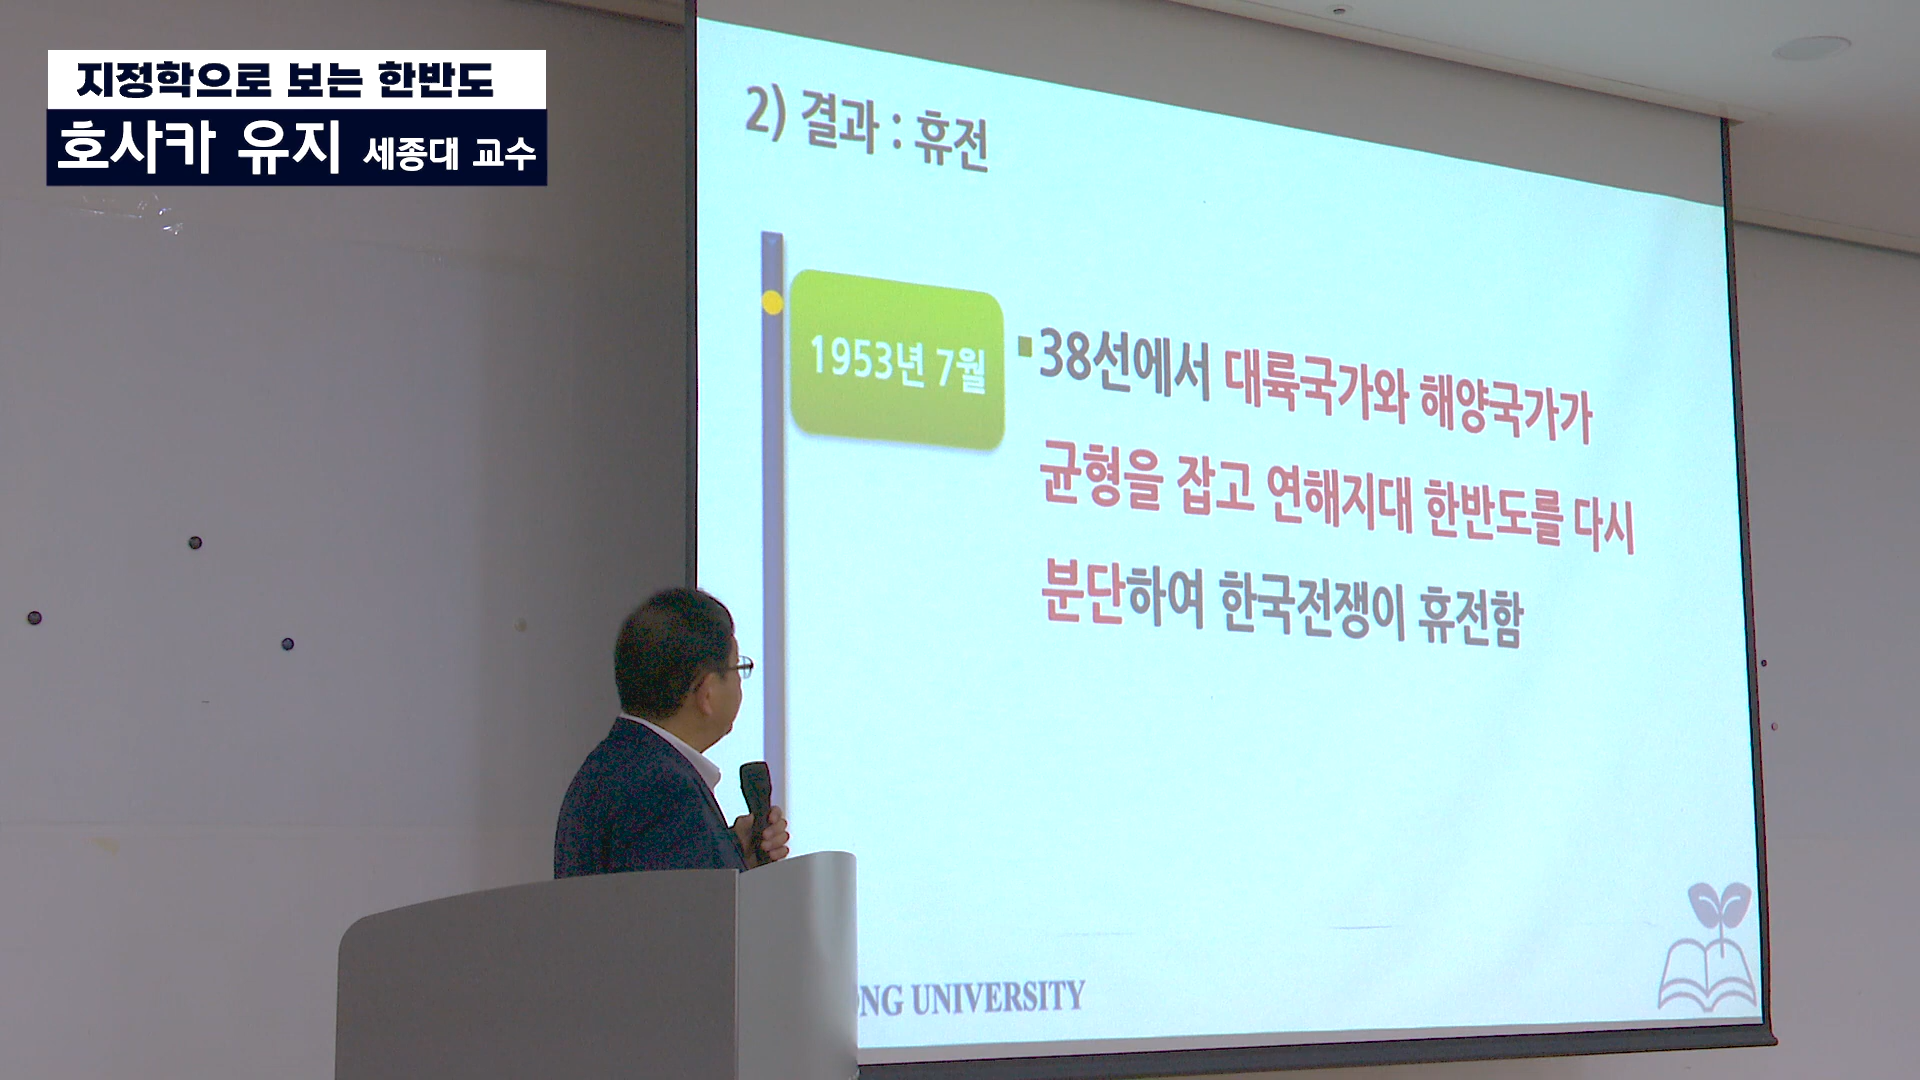 지정학으로 보는 한반도
호사카 유지 세종대 교수
2) 결과 : 휴전
1953년 7월
38선에서 대륙국가와 해양국가가
균형을 잡고 연해지대 한반도를 다시
분단하여 한국전쟁이 휴전함
ONG UNIVERSITY